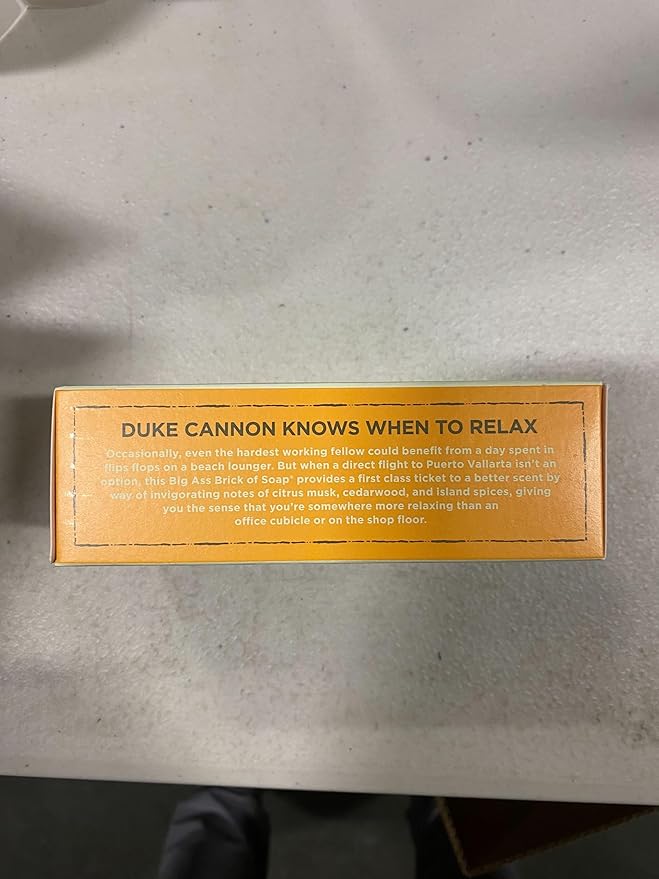 DUKE CANNON KNOWS WHEN TO RELAX
Occasionally, even the hardest working fellow could benefit from a day spent in
flips flops on a beach lounger. But when a direct flight to Puerto Vallarta isn't an
option, this Big Ass Brick of Soap® provides a first class ticket to a better scent by
way of invigorating notes of citrus musk, cedarwood, and island spices, giving
you the sense that you're somewhere more relaxing than an
office cubicle or on the shop floor.